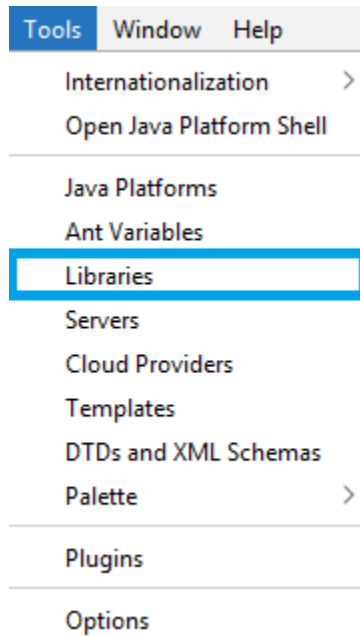 Tools Window Help
Internationalization
Open Java Platform Shell
Java Platforms
Ant Variables
Libraries
Servers
Cloud Providers
Templates
DTDs and XML Schemas
Palette
Plugins
Options